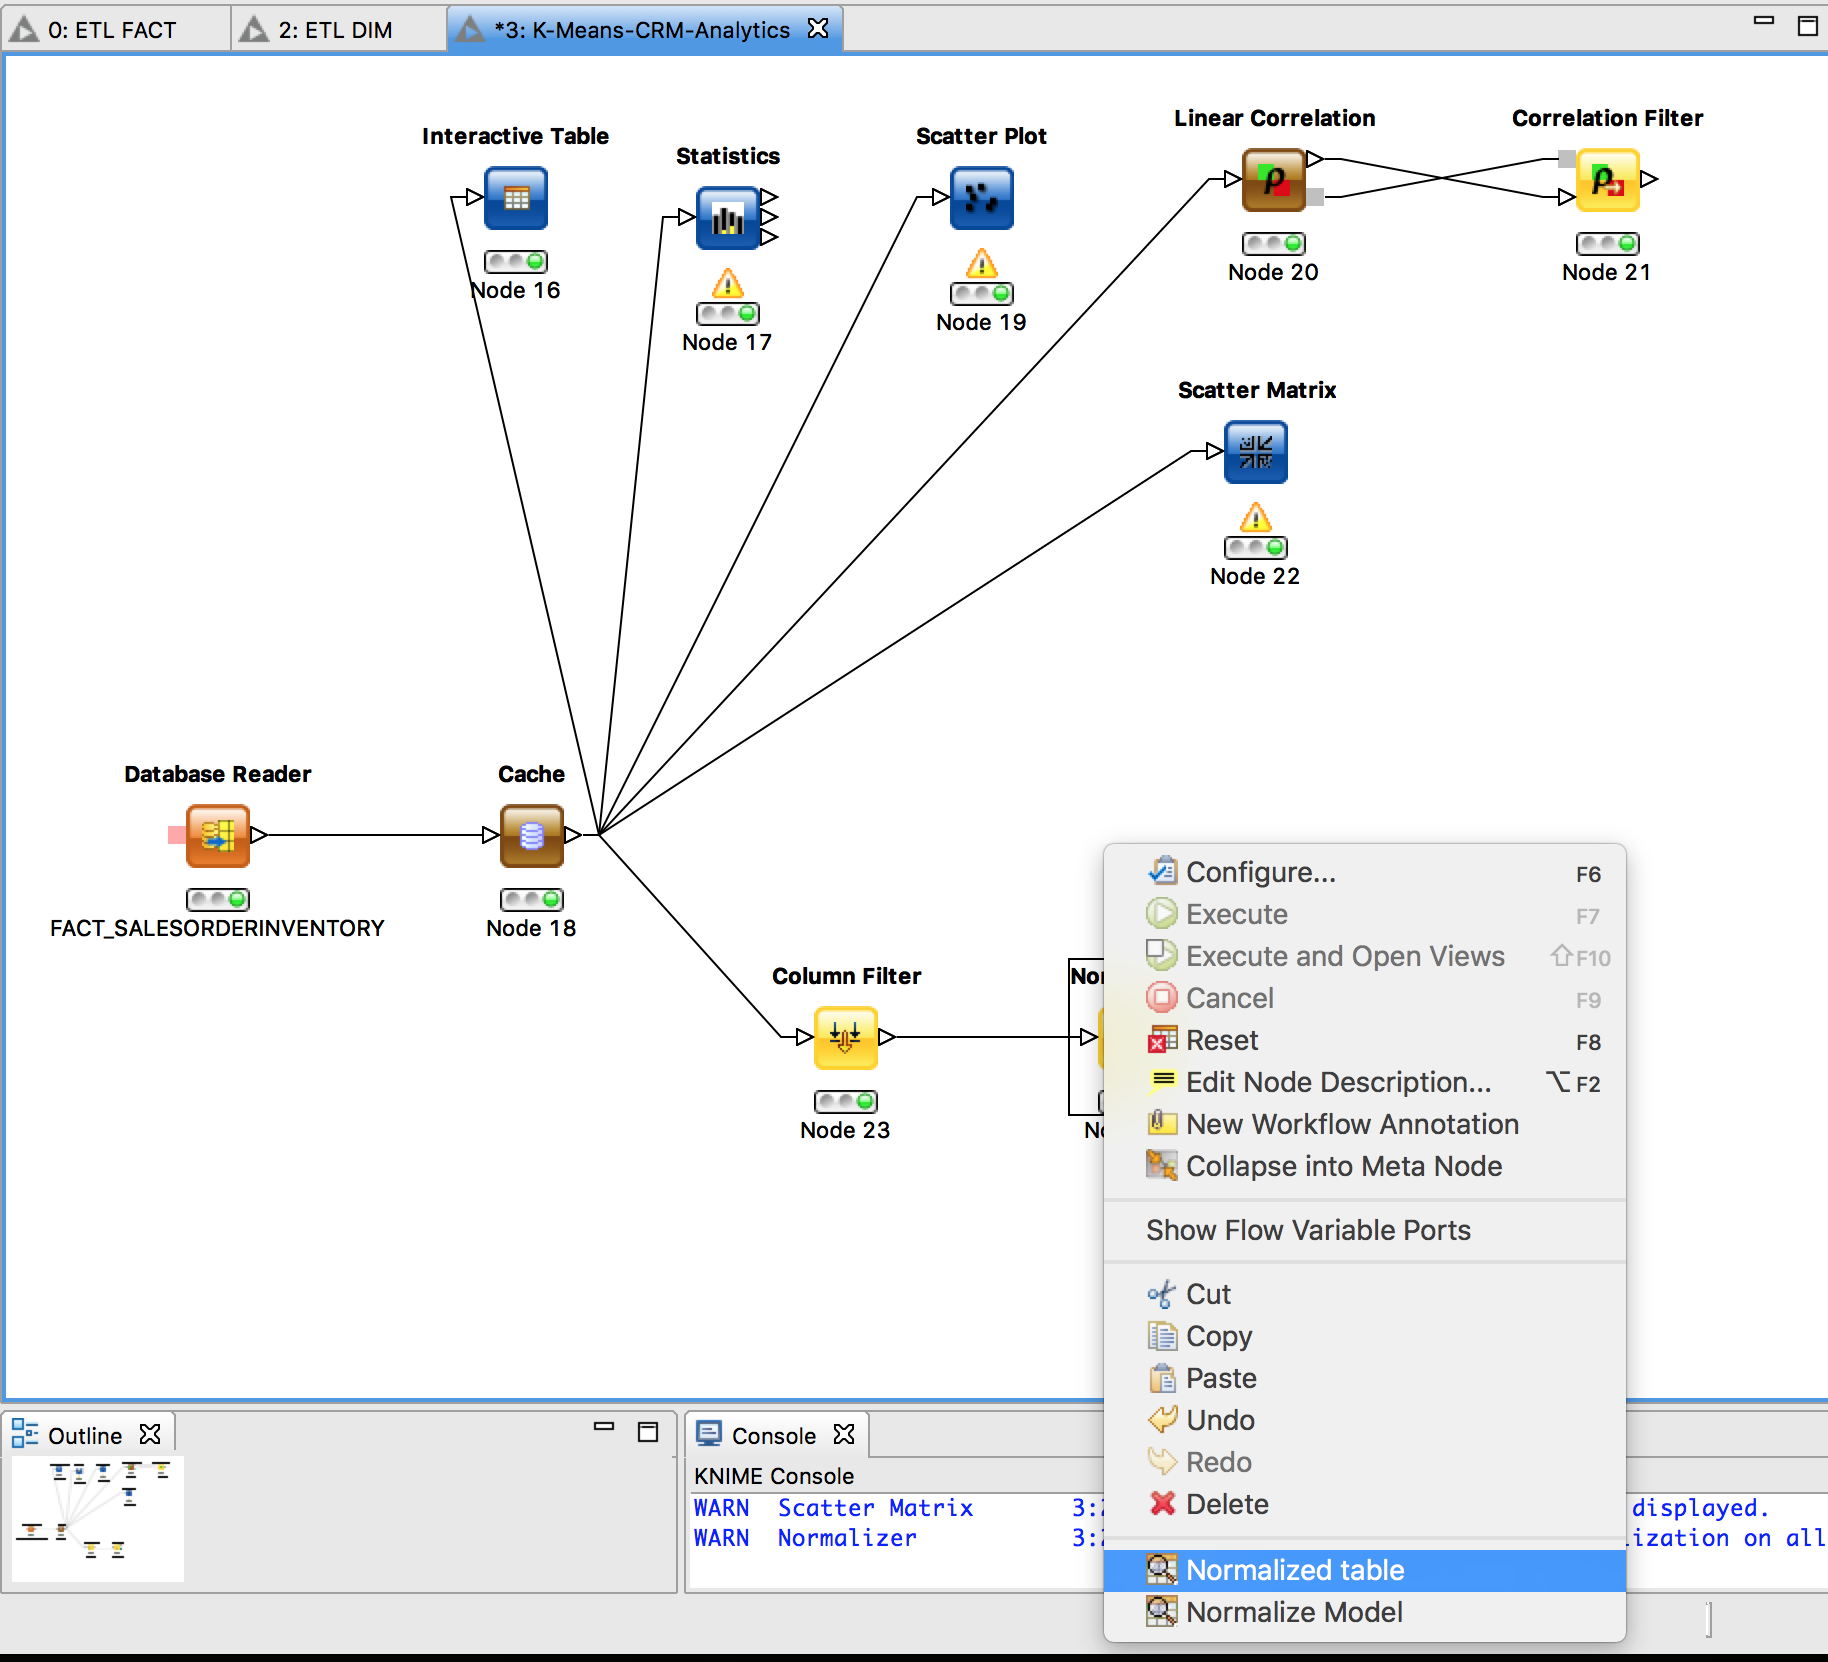 0: ETL FACT
2: ETL DIM
*3: K-Means-CRM-Analytics
Linear Correlation
Correlation Filter
Interactive Table
Scatter Plot
Statistics
Node 20
Node 21
Node 16
Node 19
Node 17
Scatter Matrix
Node 22
Database Reader
Cache
FACT_SALESORDERINVENTORY
Node 18
Column Filter
Nor
Node 23
No
Configure... F6
Execute F7
Execute and Open Views ⇧F10
Cancel F9
Reset F8
Edit Node Description... ⌥F2
New Workflow Annotation
Collapse into Meta Node
Show Flow Variable Ports
Cut
Copy
Paste
Undo
Redo
Delete
Normalized table
Normalize Model
Outline
Console
KNIME Console
WARN Scatter Matrix 3:2 displayed.
WARN Normalizer 3:2 ization on all